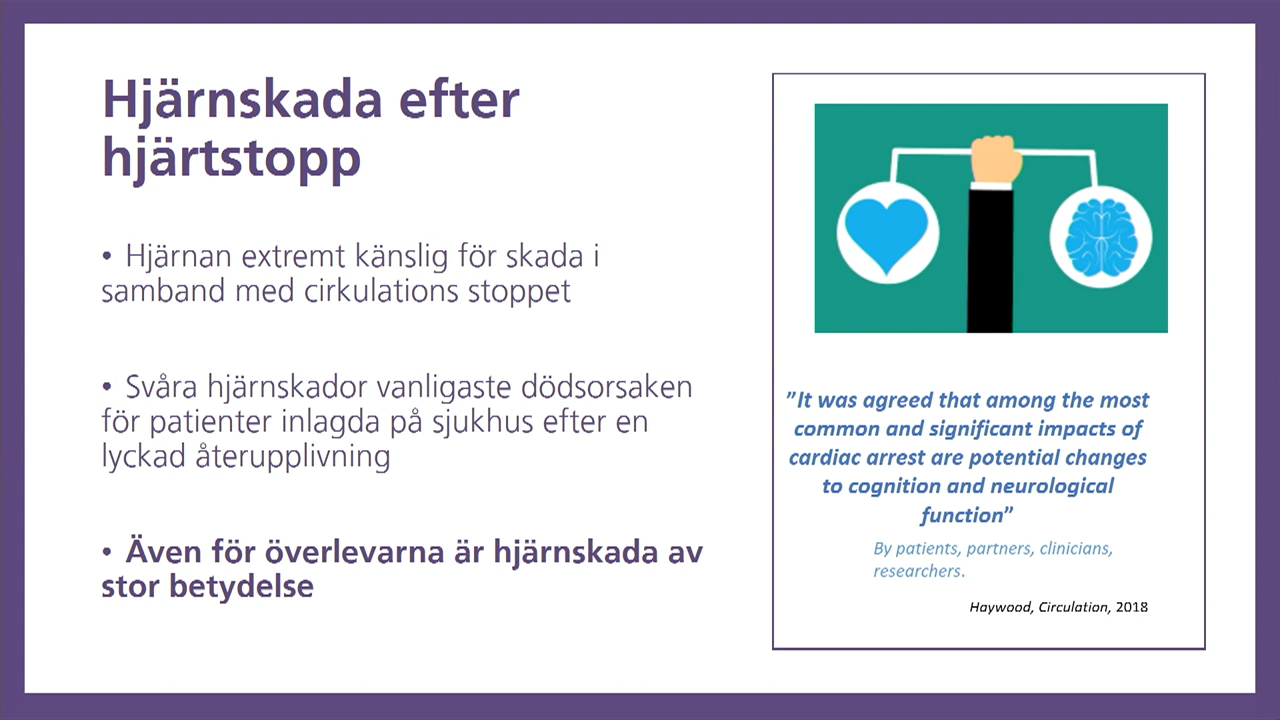 Hjärnskada efter
hjärtstopp
• Hjärnan extremt känslig för skada i
samband med cirkulations stoppet
• Svåra hjärnskador vanligaste dödsorsaken
för patienter inlagda på sjukhus efter en
lyckad återupplivning
• Även för överlevarna är hjärnskada av
stor betydelse
”It was agreed that among the most
common and significant impacts of
cardiac arrest are potential changes
to cognition and neurological
function”
By patients, partners, clinicians,
researchers.
Haywood, Circulation, 2018